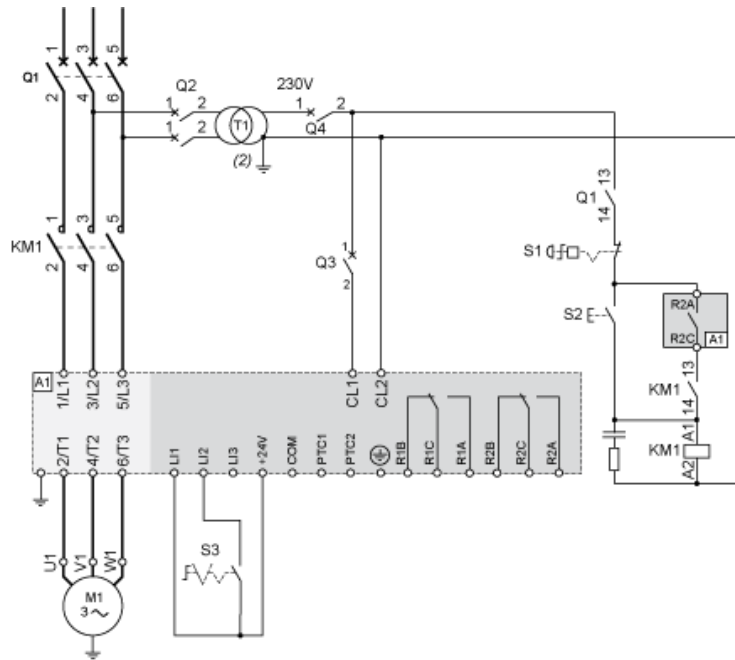 1 3 5
Q1
2 4 6
Q2
1 2
1 2
T1
(2)
230V
1 2
Q4
13
Q1
14
1 3 5
KM1
2 4 6
1
Q3
2
S1
S2
R2A
R2C
A1
13
KM1
14
A1
KM1
A2
A1
1/L1 3/L2 5/L3 CL1 CL2
2/T1 4/T2 6/T3 LI1 LI2 LI3 +24V COM PTC1 PTC2 R1B R1C R1A R2B R2C R2A
S3
U1 V1 W1
M1
3